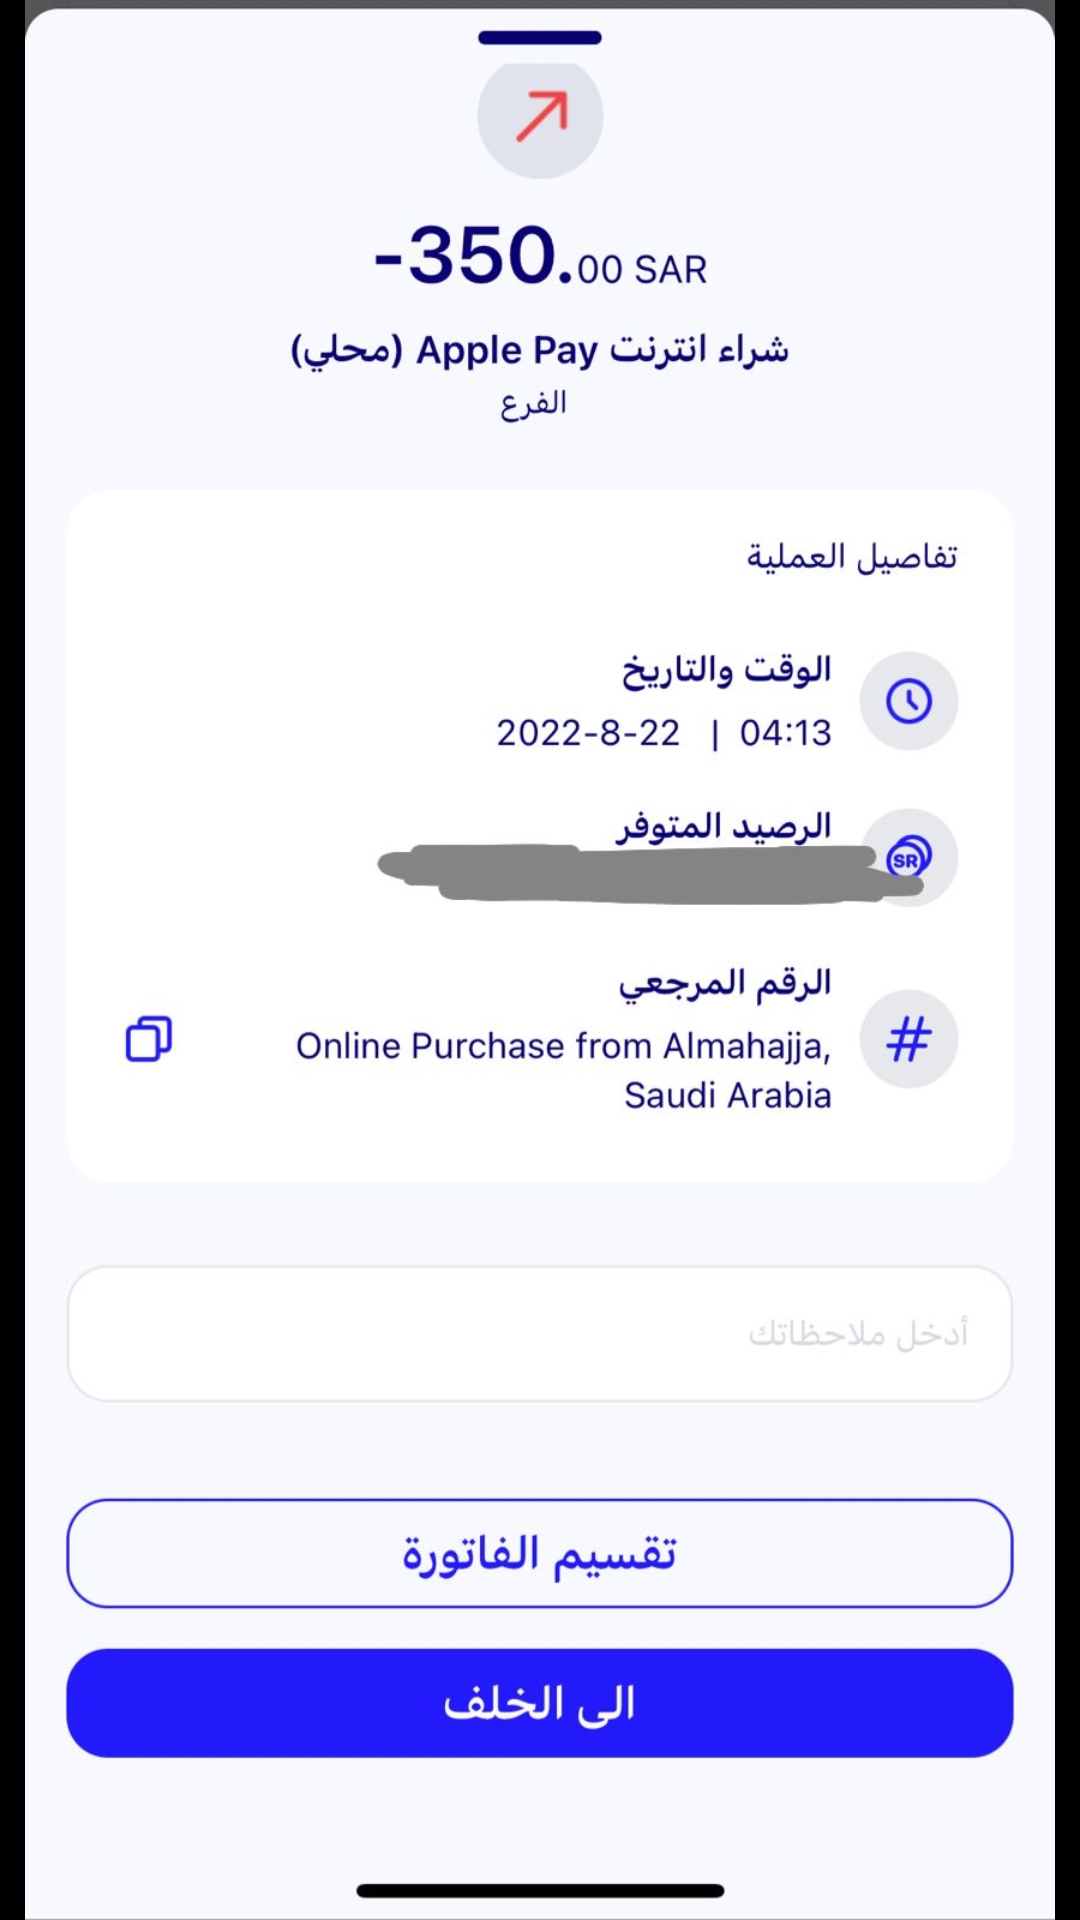 -350.00 SAR
شراء انترنت Apple Pay (محلي)
الفرع
تفاصيل العملية
الوقت والتاريخ
2022-8-22 | 04:13
الرصيد المتوفر
SR
الرقم المرجعي
#
Online Purchase from Almahajja,
Saudi Arabia
أدخل ملاحظاتك
تقسيم الفاتورة
الى الخلف